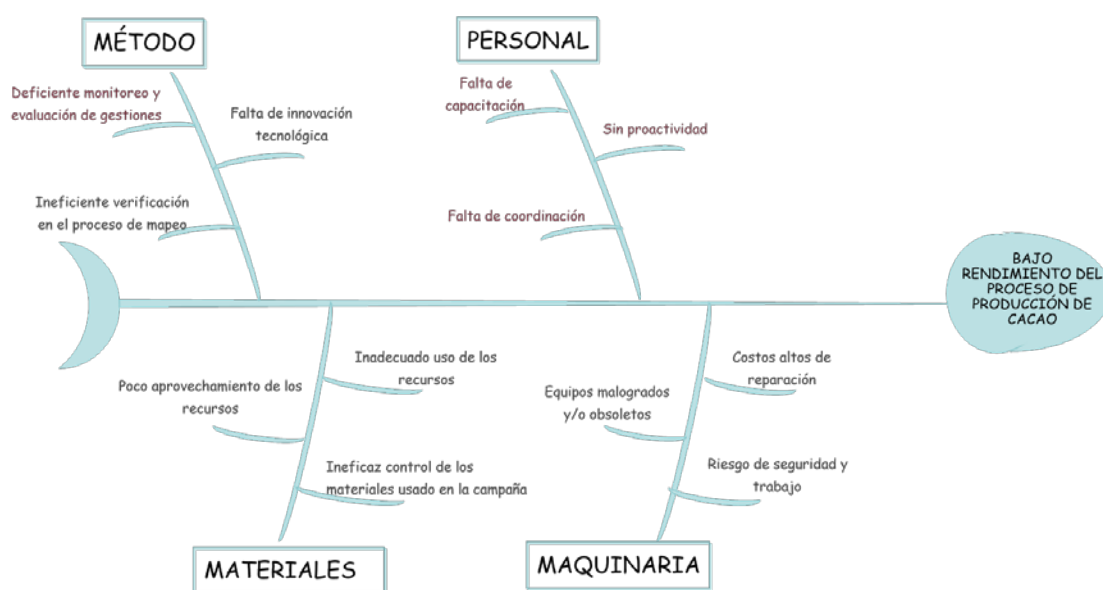 MÉTODO
Deficiente monitoreo y
evaluación de gestiones
Falta de innovación
tecnológica
Ineficiente verificación
en el proceso de mapeo
PERSONAL
Falta de
capacitación
Sin proactividad
Falta de coordinación
BAJO
RENDIMIENTO DEL
PROCESO DE
PRODUCCIÓN DE
CACAO
Inadecuado uso de los
recursos
Poco aprovechamiento de los
recursos
Ineficaz control de los
materiales usado en la campaña
MATERIALES
Costos altos de
reparación
Equipos malogrados
y/o obsoletos
Riesgo de seguridad y
trabajo
MAQUINARIA